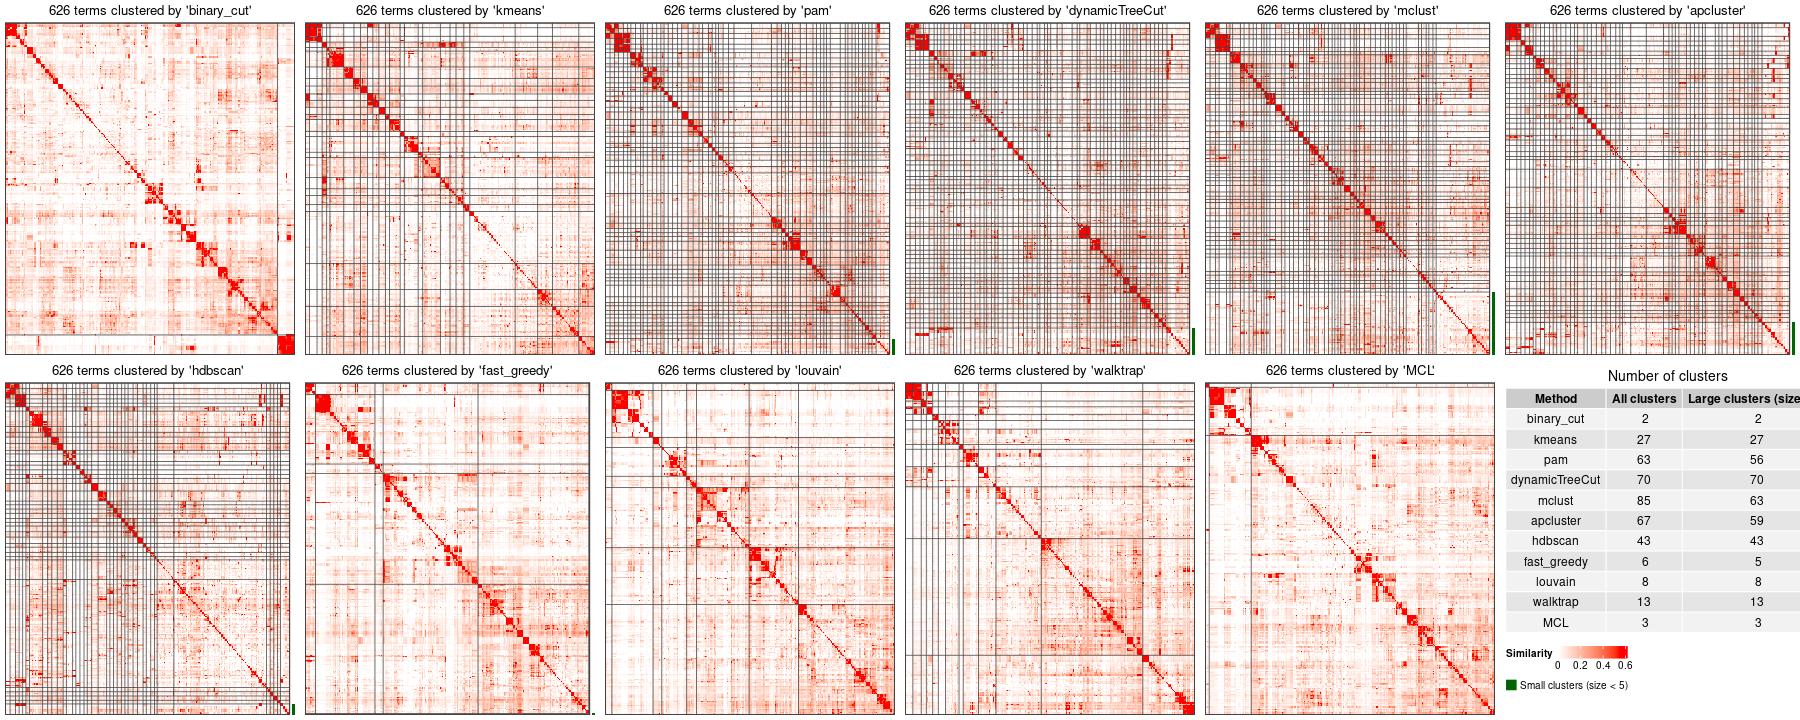 626 terms clustered by 'binary_cut'
626 terms clustered by 'kmeans'
626 terms clustered by 'pam'
626 terms clustered by 'dynamicTreeCut'
626 terms clustered by 'mclust'
626 terms clustered by 'apcluster'
626 terms clustered by 'hdbscan'
626 terms clustered by 'fast_greedy'
626 terms clustered by 'louvain'
626 terms clustered by 'walktrap'
626 terms clustered by 'MCL'
Number of clusters
Method All clusters Large clusters (size
binary_cut 2 2
kmeans 27 27
pam 63 56
dynamicTreeCut 70 70
mclust 85 63
apcluster 67 59
hdbscan 43 43
fast_greedy 6 5
louvain 8 8
walktrap 13 13
MCL 3 3
Similarity
0 0.2 0.4 0.6
Small clusters (size < 5)